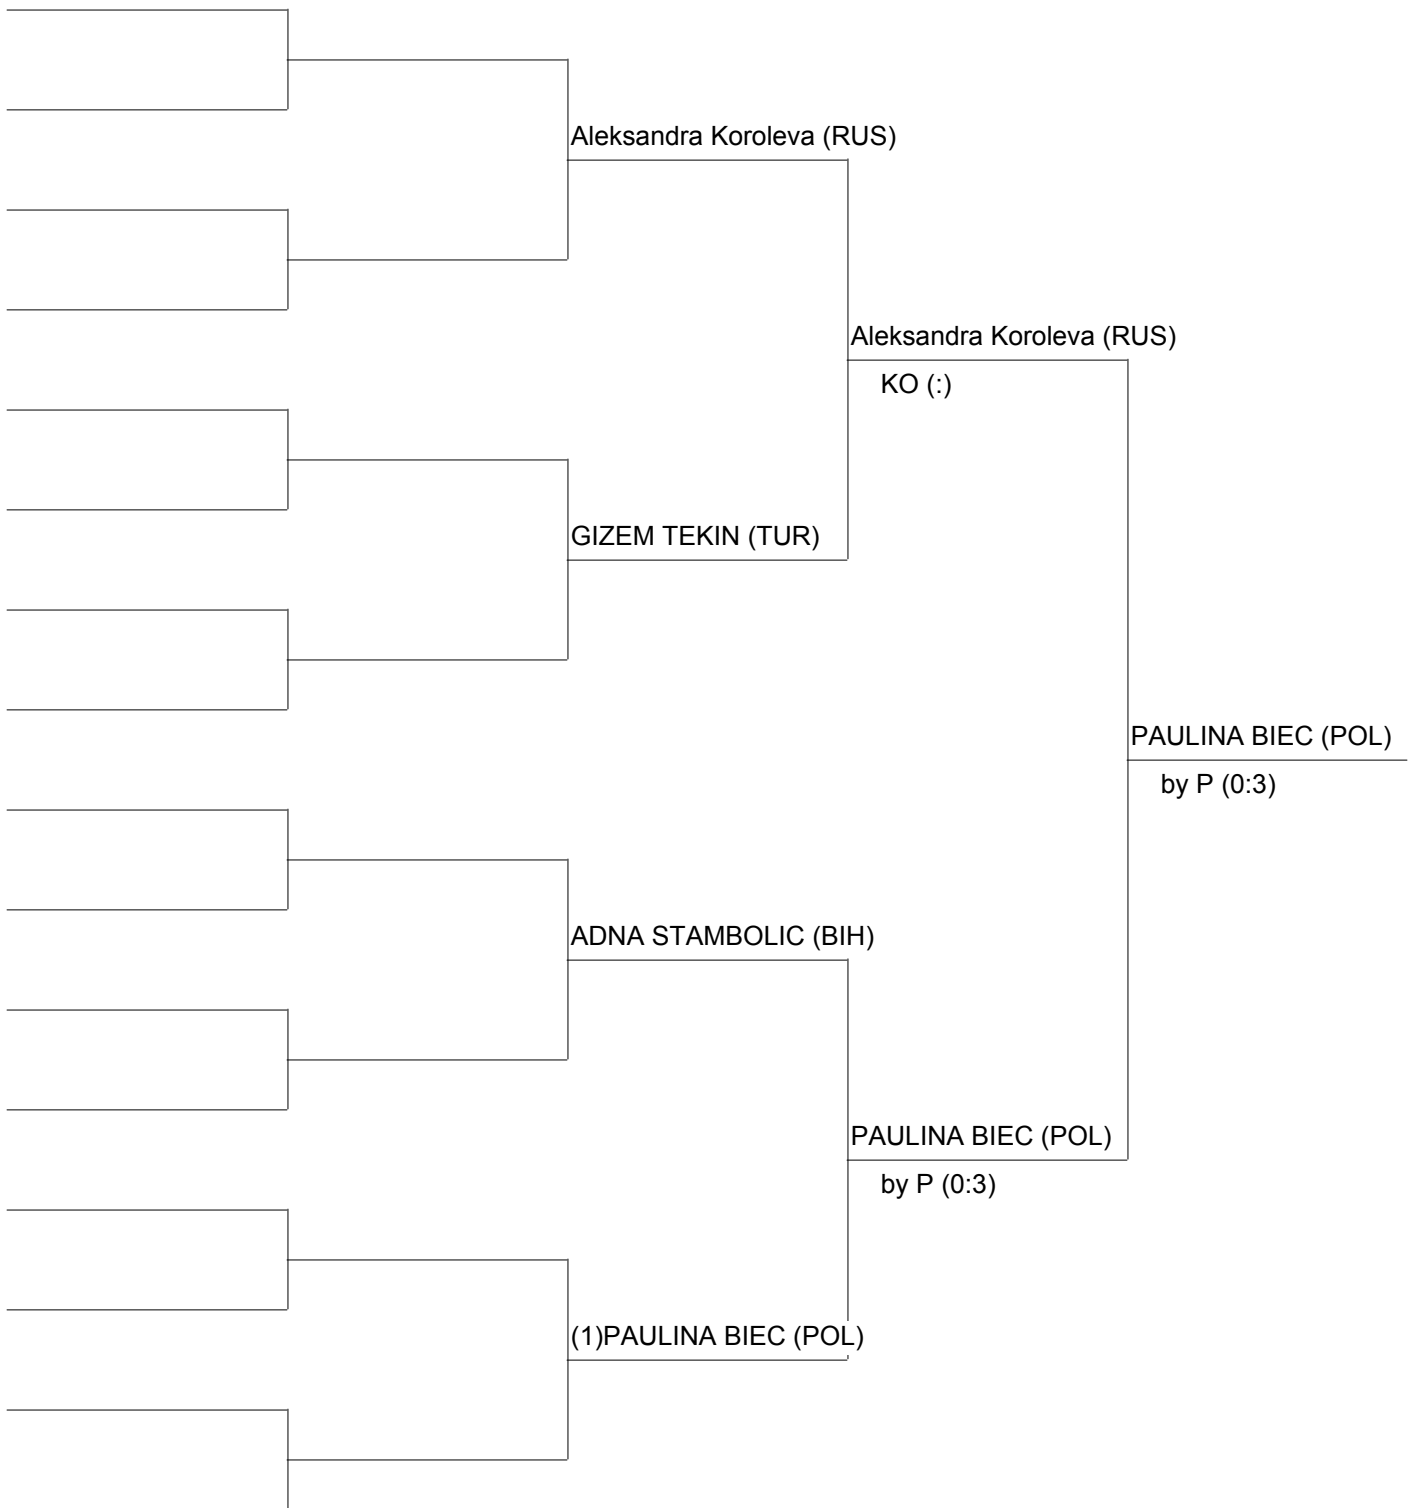 Aleksandra Koroleva (RUS)
Aleksandra Koroleva (RUS)
KO (:)
GIZEM TEKIN (TUR)
PAULINA BIEC (POL)
by P (0:3)
ADNA STAMBOLIC (BIH)
PAULINA BIEC (POL)
by P (0:3)
(1)PAULINA BIEC (POL)